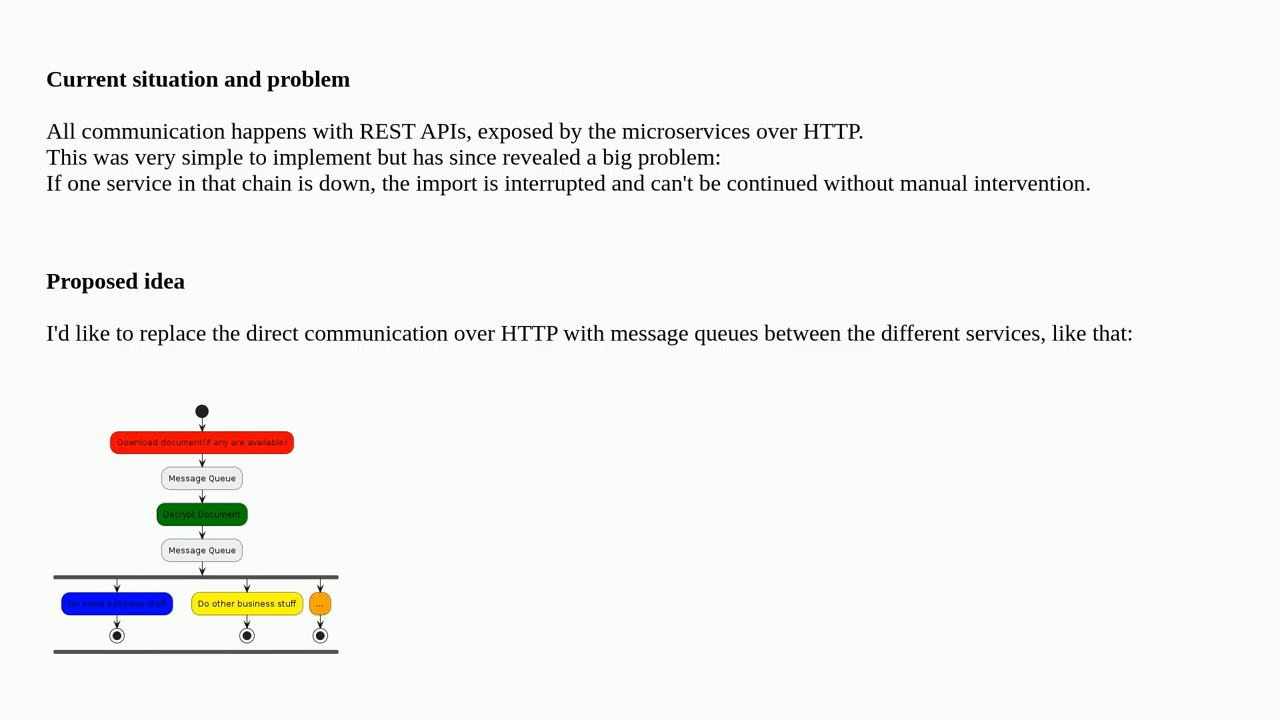 Current situation and problem
All communication happens with REST APIs, exposed by the microservices over HTTP.
This was very simple to implement but has since revealed a big problem:
If one service in that chain is down, the import is interrupted and can't be continued without manual intervention.
Proposed idea
I'd like to replace the direct communication over HTTP with message queues between the different services, like that:
Download document(if any are.available)
Message Queue
Decrypt Document
Message Queue
Do some business stuff
Do other business stuff
...